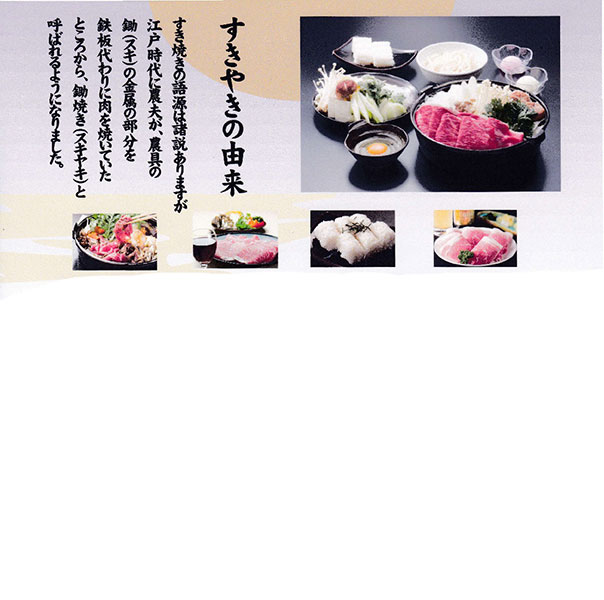 すきやきの由来
すき焼きの語源は諸説ありますが
江戸時代に農夫が、農具の
鋤(スキ)の金属の部分を
鉄板代わりに肉を焼いていた
ところから、鋤焼き(スキヤキ)と
呼ばれるようになりました。